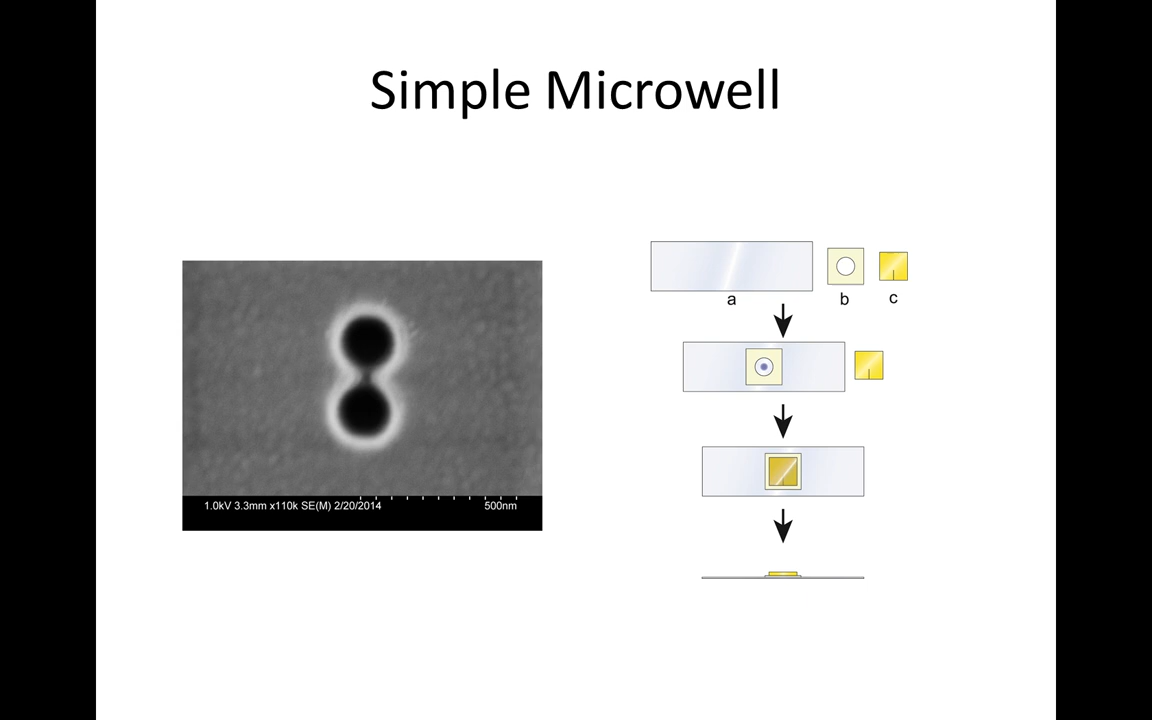 Simple Microwell
a
b
c
1.0kV 3.3mm x110k SE(M) 2/20/2014
500nm